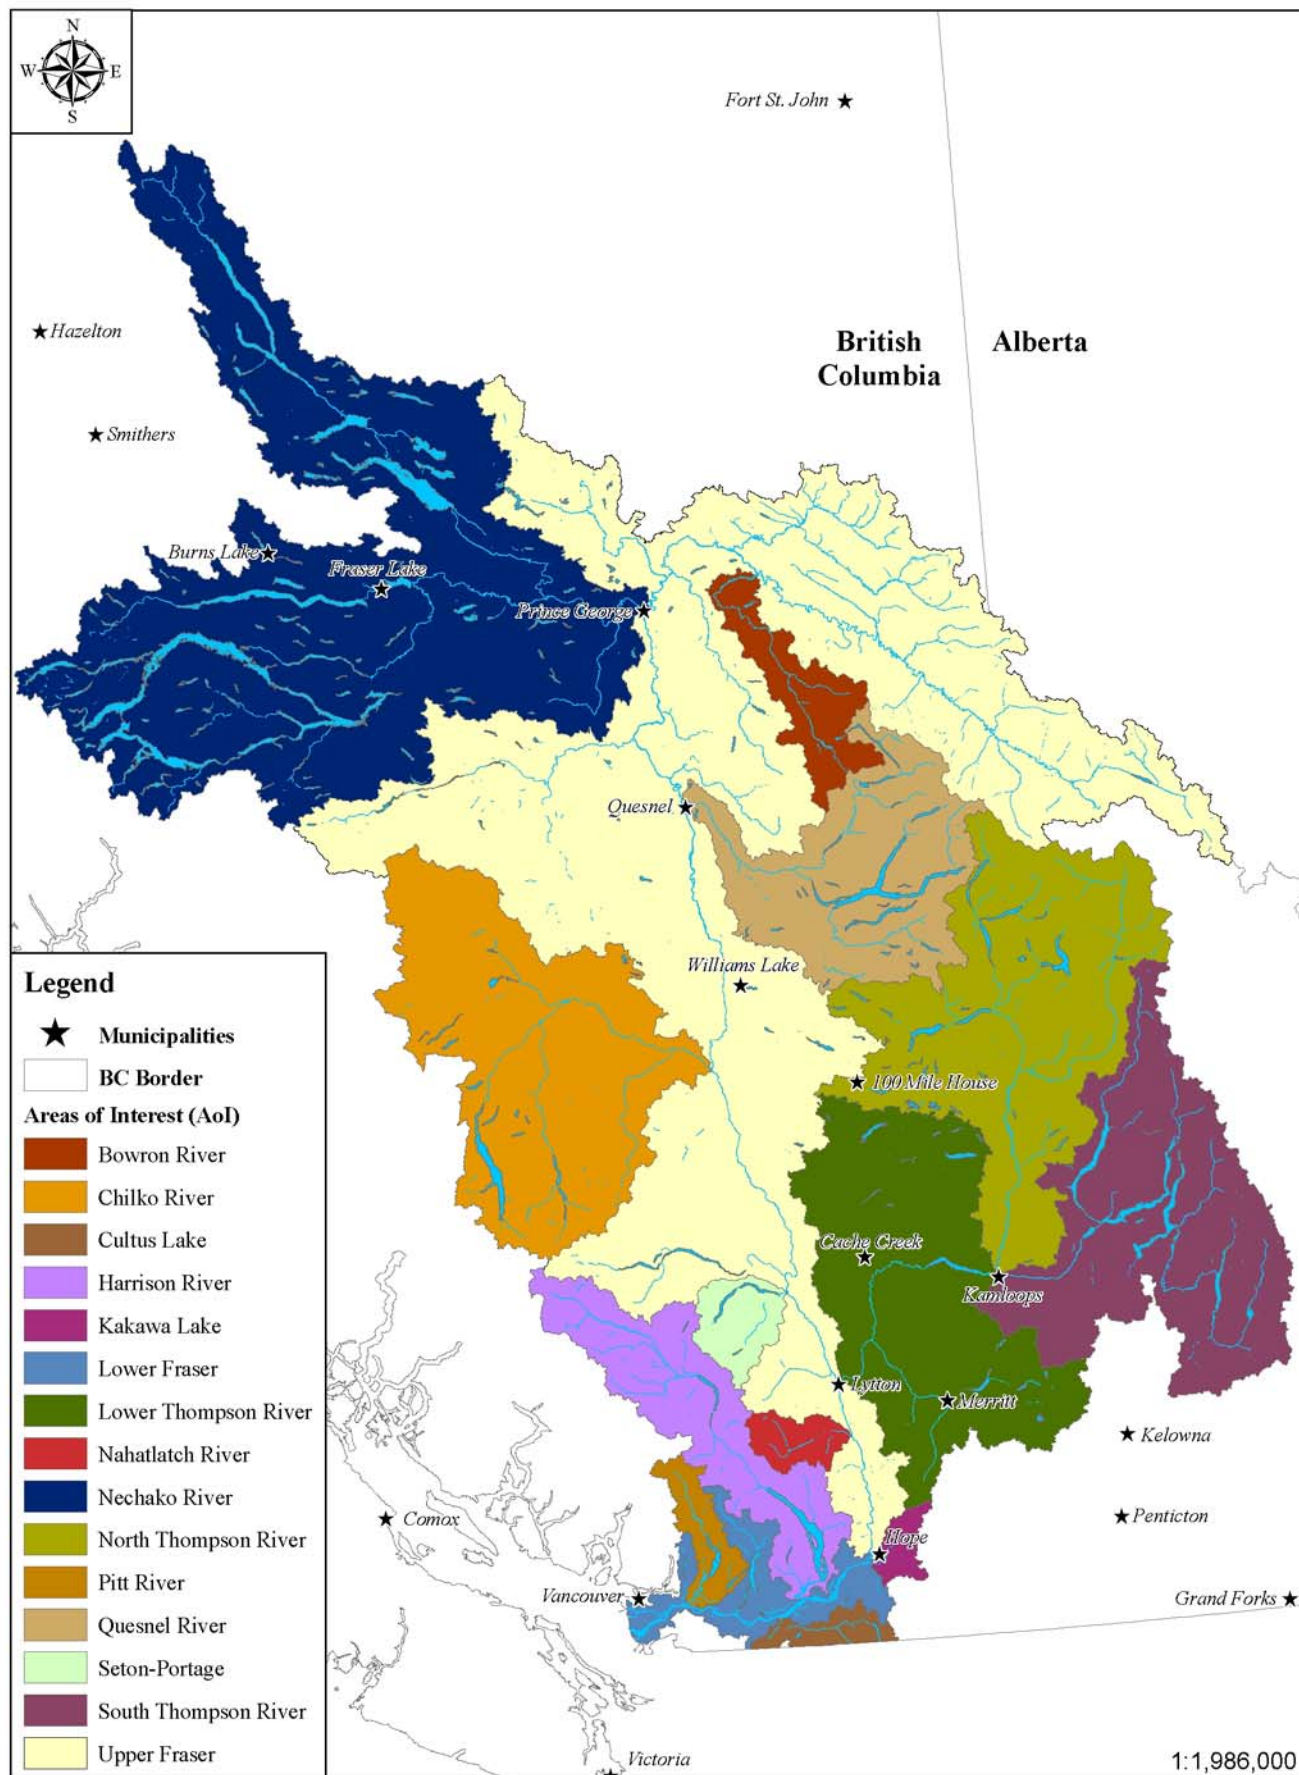 N
W E
S
Fort St. John
Hazelton
British
Columbia
Alberta
Smithers
Burns Lake
Fraser Lake
Prince George
Quesnel
Williams Lake
100 Mile House
Cache Creek
Kamloops
Lytton
Merritt
Kelowna
Comox
Penticton
Hope
Vancouver
Grand Forks
Victoria
Legend
Municipalities
BC Border
Areas of Interest (AoI)
Bowron River
Chilko River
Cultus Lake
Harrison River
Kakawa Lake
Lower Fraser
Lower Thompson River
Nahatlatch River
Nechako River
North Thompson River
Pitt River
Quesnel River
Seton-Portage
South Thompson River
Upper Fraser
1:1,986,000